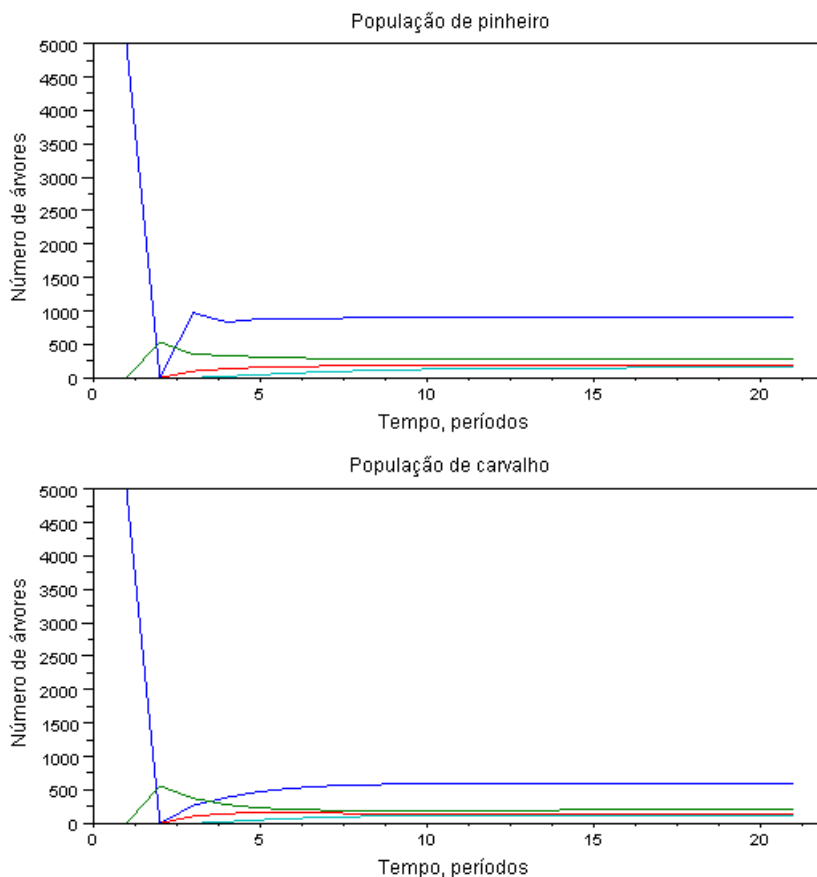 População de pinheiro
5000
4500
4000
3500
3000
2500
2000
1500
1000
500
0
Número de árvores
0 5 10 15 20
Tempo, períodos
População de carvalho
5000
4500
4000
3500
3000
2500
2000
1500
1000
500
0
Número de árvores
0 5 10 15 20
Tempo, períodos